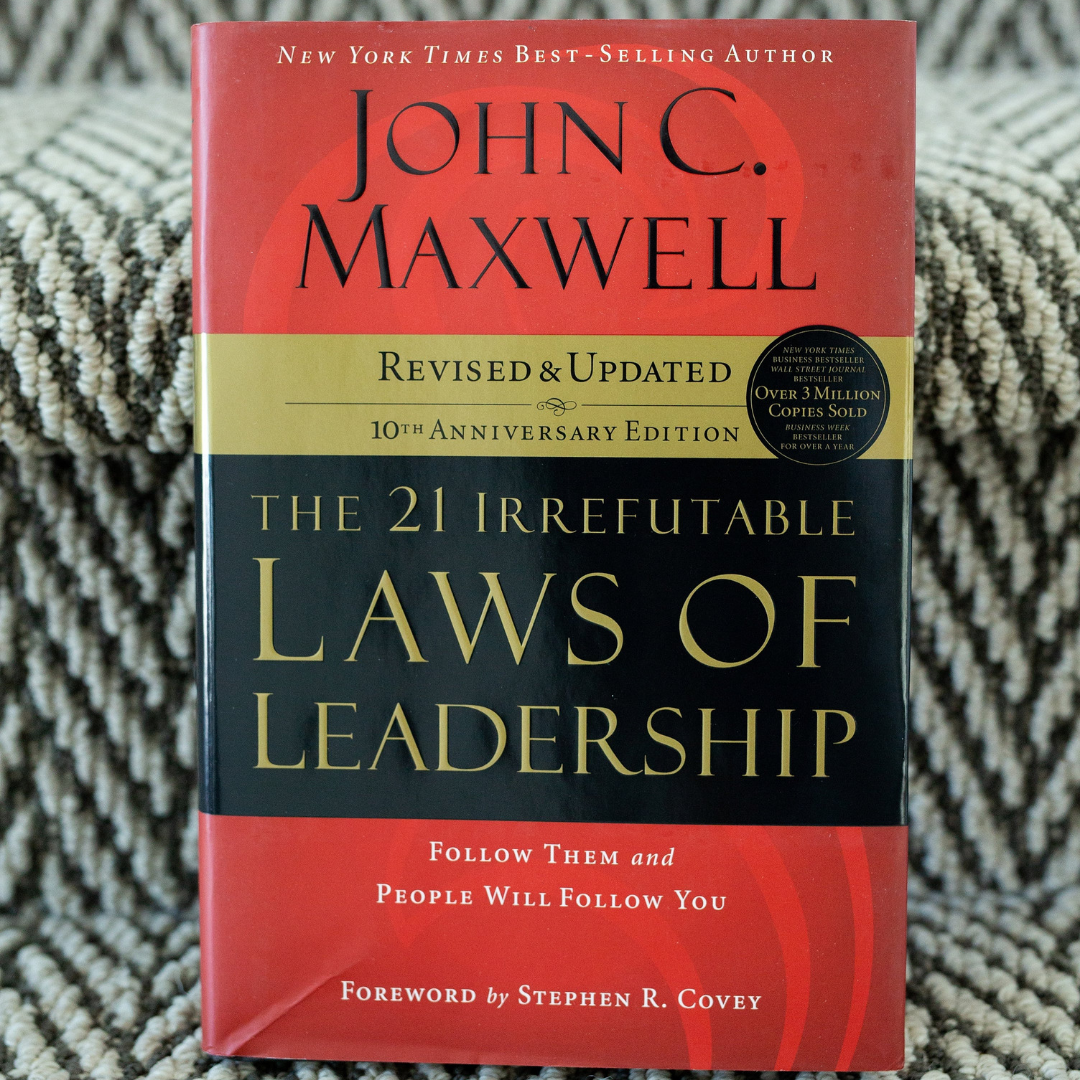 New York Times Best-Selling Author
John C.
Maxwell
Revised & Updated
10th Anniversary Edition
New York Times
Business Bestseller
Wall Street Journal
Bestseller
Over 3 Million
Copies Sold
Business Week
Bestseller
for over a year
The 21 Irrefutable
Laws of
Leadership
Follow Them and
People Will Follow You
Foreword by Stephen R. Covey